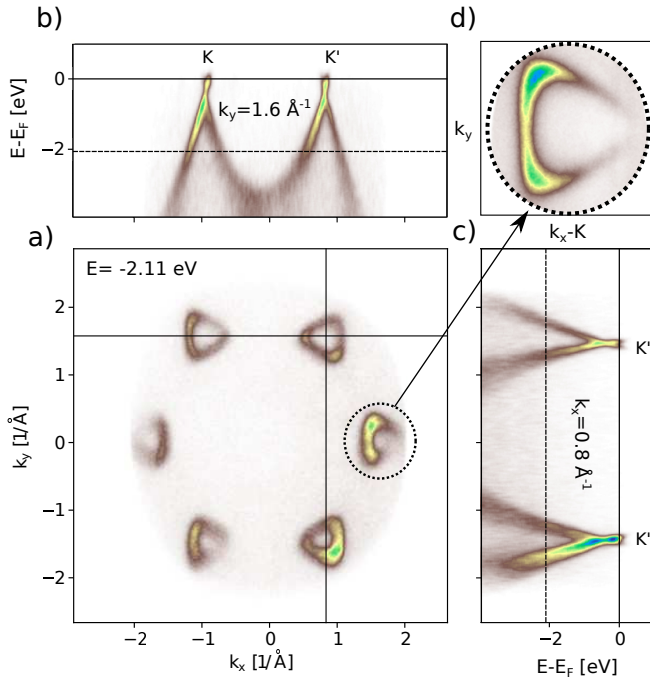 b)
K
K'
E-E_F [eV]
0
−2
k_y=1.6 Å⁻¹
d)
k_y
k_x-K
a)
E= -2.11 eV
k_y [1/Å]
2
1
0
−1
−2
−2
−1
0
1
2
k_x [1/Å]
c)
K'
k_x=0.8 Å⁻¹
K'
−2
0
E-E_F [eV]